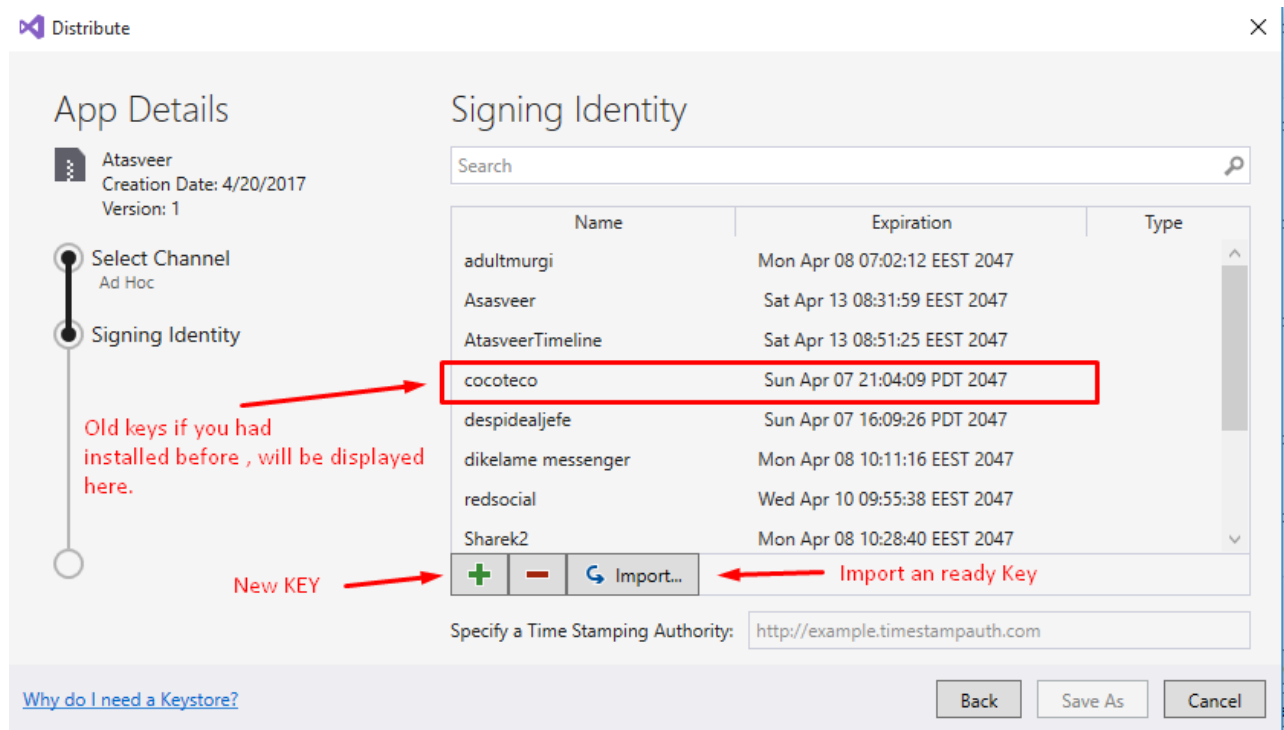 Distribute
App Details
Atasveer
Creation Date: 4/20/2017
Version: 1
Select Channel
Ad Hoc
Signing Identity
Old keys if you had
installed before , will be displayed
here.
New KEY
Signing Identity
Search
Name Expiration Type
adultmurgi Mon Apr 08 07:02:12 EEST 2047
Asasveer Sat Apr 13 08:31:59 EEST 2047
AtasveerTimeline Sat Apr 13 08:51:25 EEST 2047
cocoteco Sun Apr 07 21:04:09 PDT 2047
despidealjefe Sun Apr 07 16:09:26 PDT 2047
dikelame messenger Mon Apr 08 10:11:16 EEST 2047
redsocial Wed Apr 10 09:55:38 EEST 2047
Sharek2 Mon Apr 08 10:28:40 EEST 2047
Import...
Import an ready Key
Specify a Time Stamping Authority: http://example.timestampauth.com
Why do I need a Keystore?
Back Save As Cancel